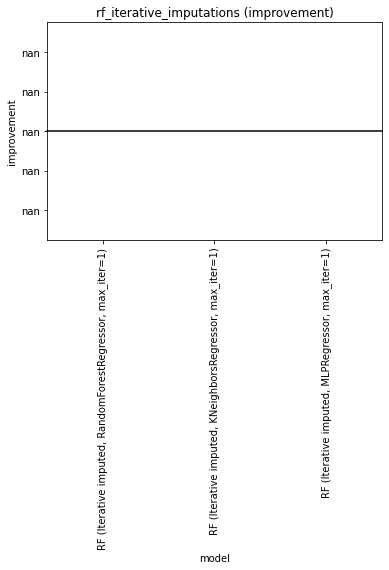 rf_iterative_imputations (improvement)
nan
nan
nan
nan
nan
improvement
RF (Iterative imputed, RandomForestRegressor, max_iter=1)
RF (Iterative imputed, KNeighborsRegressor, max_iter=1)
RF (Iterative imputed, MLPRegressor, max_iter=1)
model